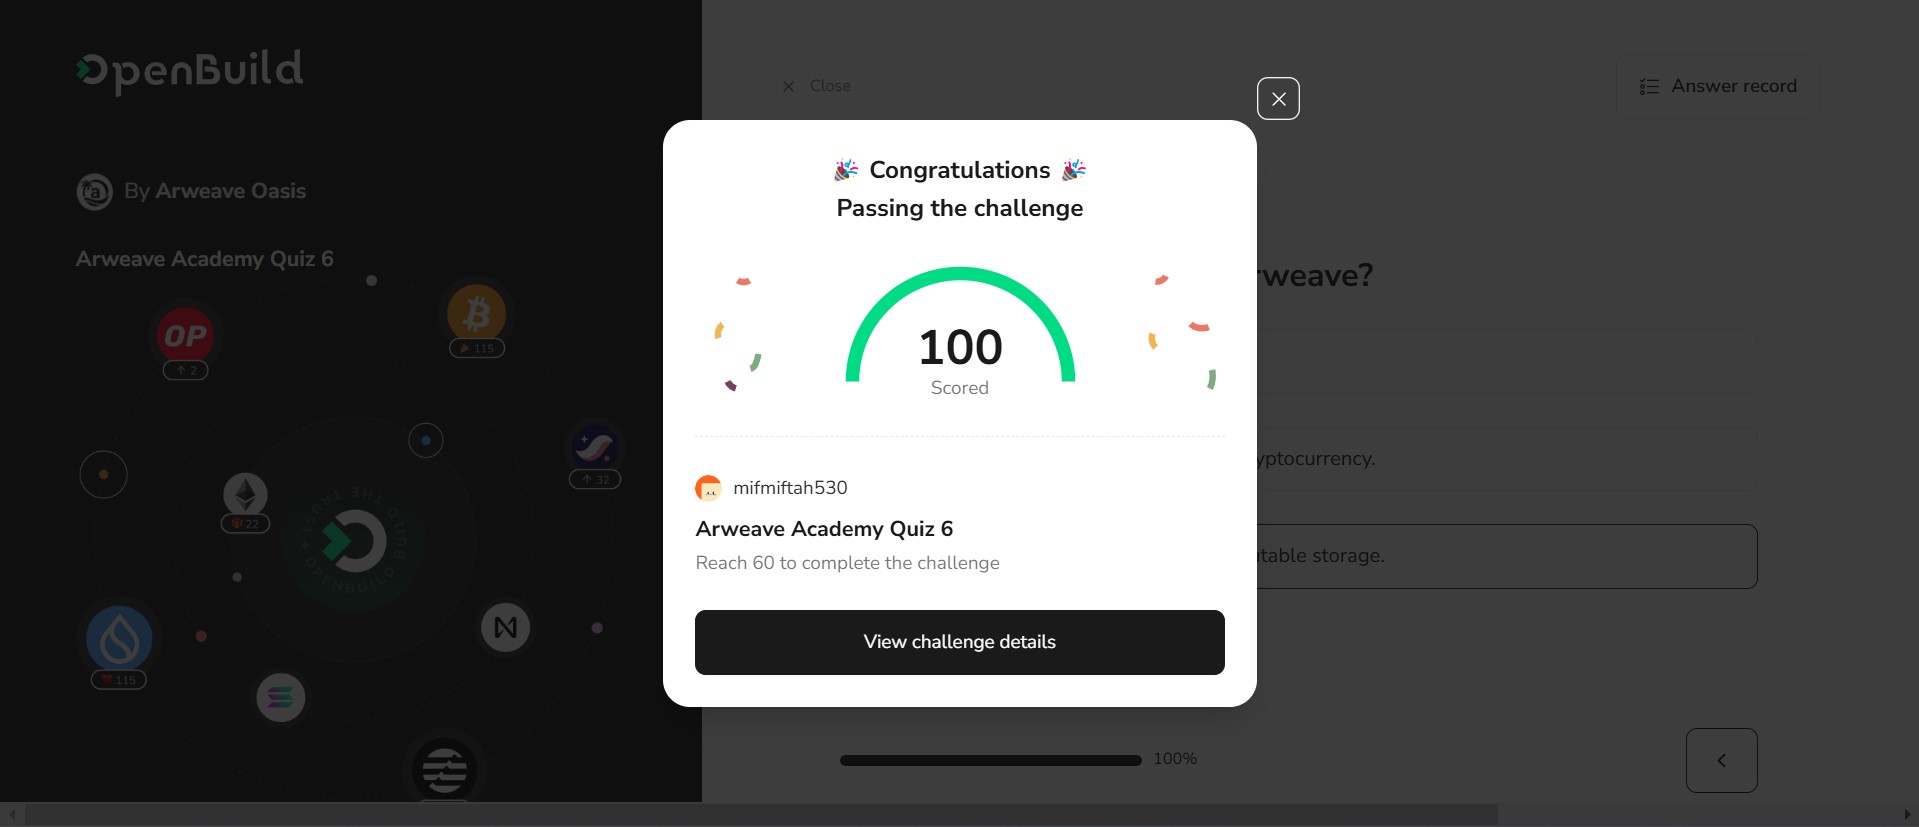 OpenBuild
By Arweave Oasis
Arweave Academy Quiz 6
OP
2
115
32
22
BUILD THE TRUST
OPENBUILD
115
Close
Answer record
Congratulations
Passing the challenge
100
Scored
mifmiftah530
Arweave Academy Quiz 6
Reach 60 to complete the challenge
View challenge details
rweave?
yptocurrency.
table storage.
100%